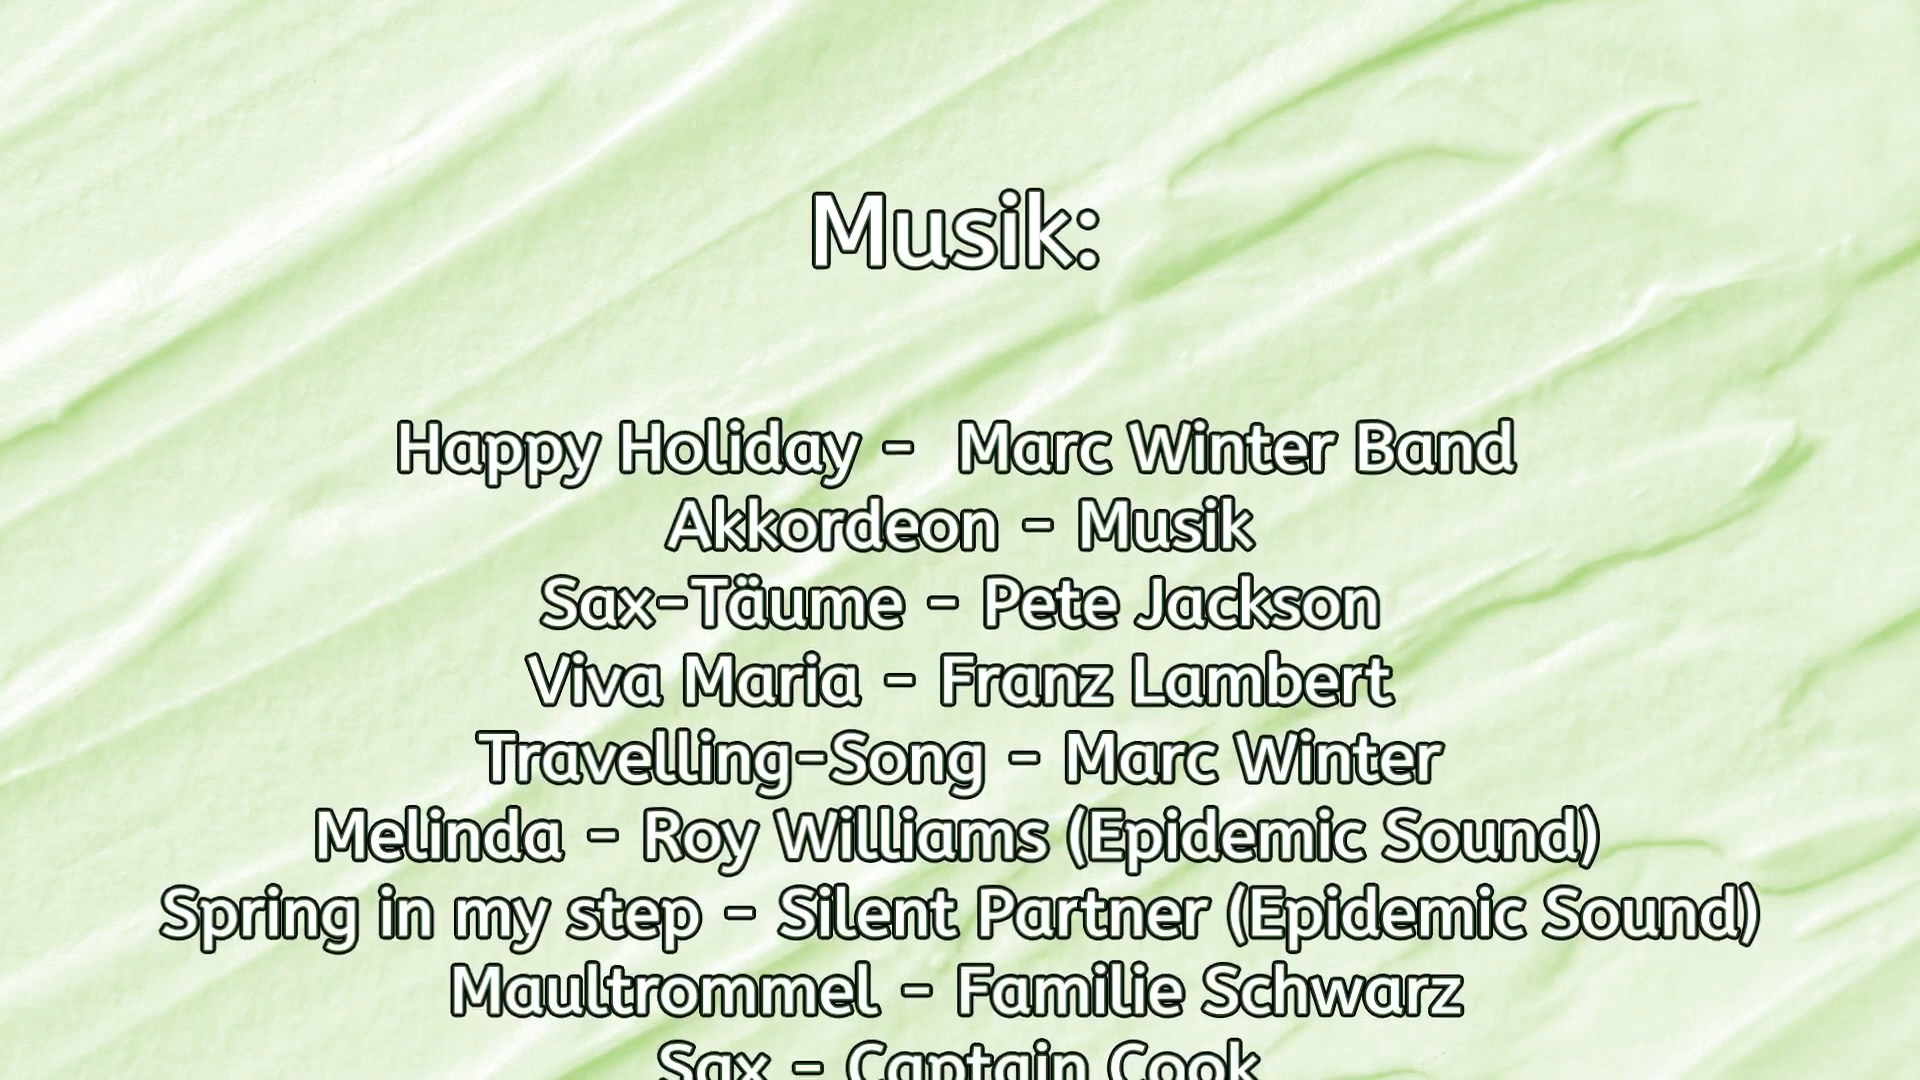 Musik:
Happy Holiday -  Marc Winter Band
Akkordeon - Musik
Sax-Täume - Pete Jackson
Viva Maria - Franz Lambert
Travelling-Song - Marc Winter
Melinda - Roy Williams (Epidemic Sound)
Spring in my step - Silent Partner (Epidemic Sound)
Maultrommel - Familie Schwarz
Sax - Captain Cook